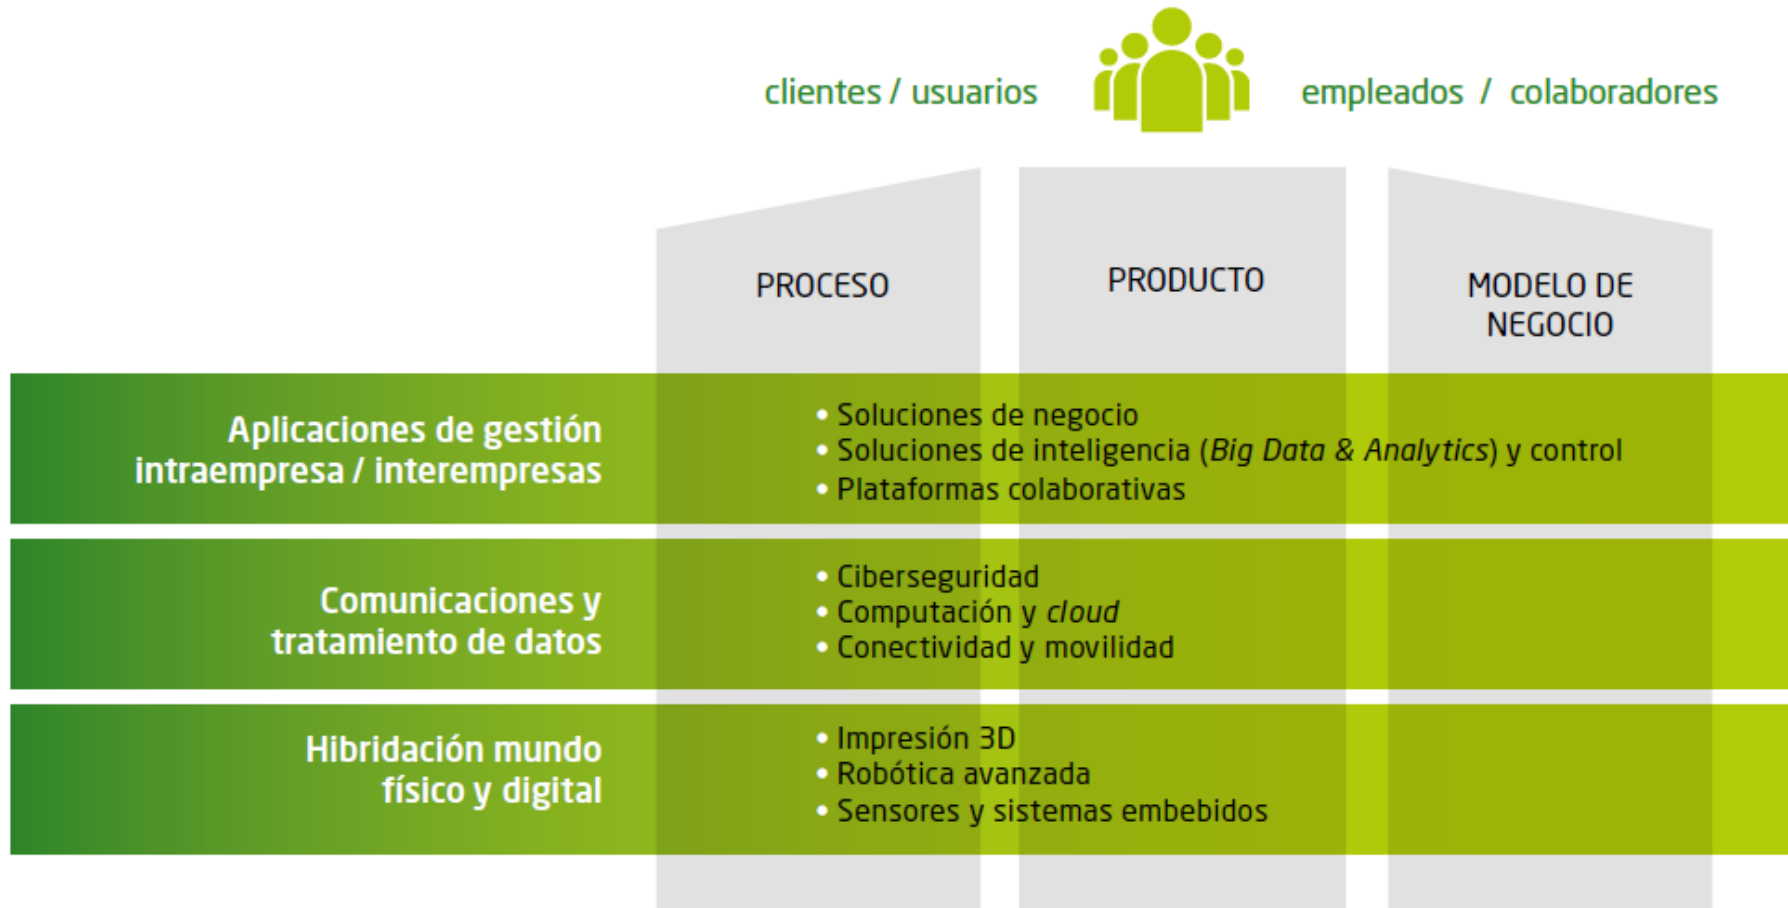 clientes / usuarios
empleados / colaboradores
PROCESO
PRODUCTO
MODELO DE
NEGOCIO
Aplicaciones de gestión
intraempresa / interempresas
• Soluciones de negocio
• Soluciones de inteligencia (Big Data & Analytics) y control
• Plataformas colaborativas
Comunicaciones y
tratamiento de datos
• Ciberseguridad
• Computación y cloud
• Conectividad y movilidad
Hibridación mundo
físico y digital
• Impresión 3D
• Robótica avanzada
• Sensores y sistemas embebidos